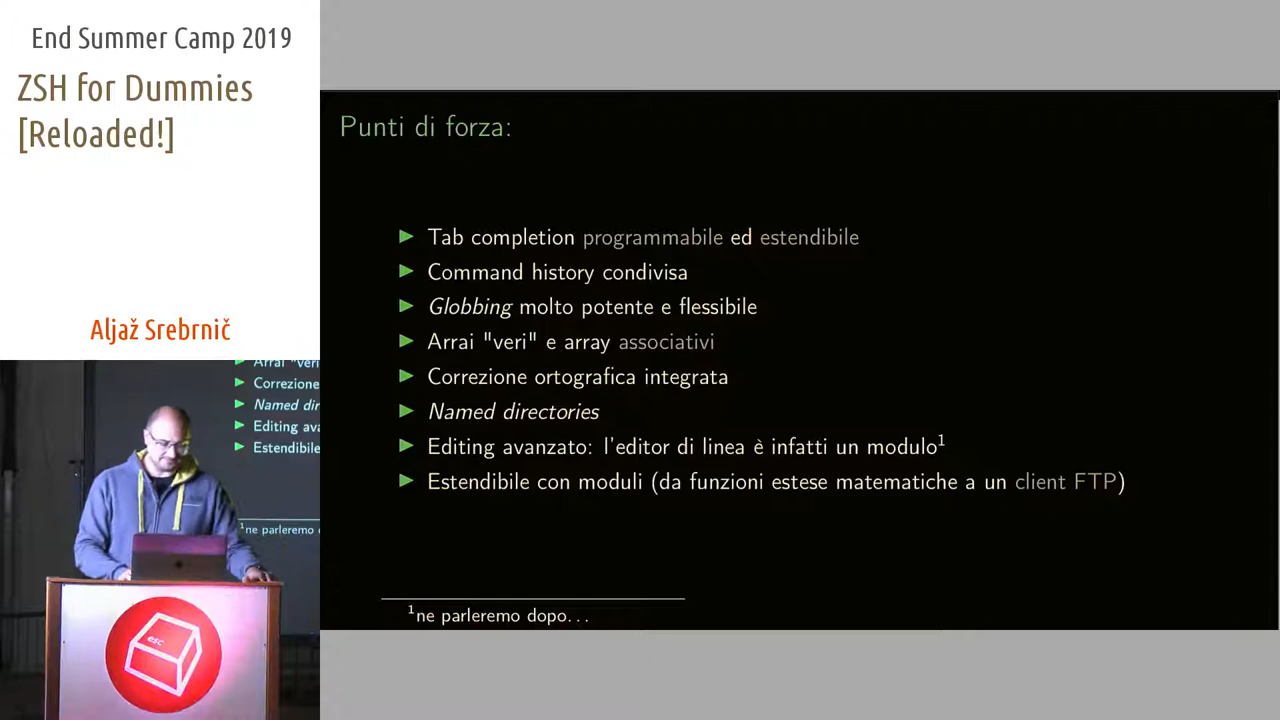 End Summer Camp 2019
ZSH for Dummies
[Reloaded!]
Aljaž Srebrnič
Punti di forza:
Tab completion programmabile ed estendibile
Command history condivisa
Globbing molto potente e flessibile
Arrai "veri" e array associativi
Correzione ortografica integrata
Named directories
Editing avanzato: l'editor di linea è infatti un modulo¹
Estendibile con moduli (da funzioni estese matematiche a un client FTP)
¹ne parleremo dopo...
Arrai "veri
Correzione
Named dir
Editing ava
Estendibile
¹ne parleremo
esc